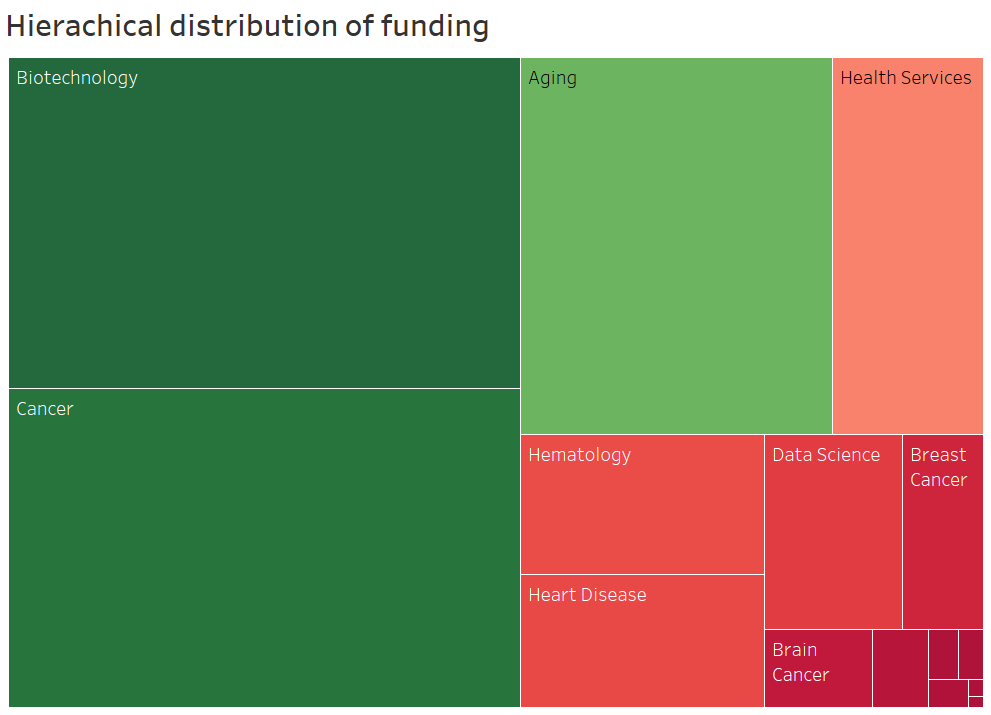 Hierachical distribution of funding
Biotechnology
Aging
Health Services
Cancer
Hematology
Data Science
Breast
Cancer
Heart Disease
Brain
Cancer